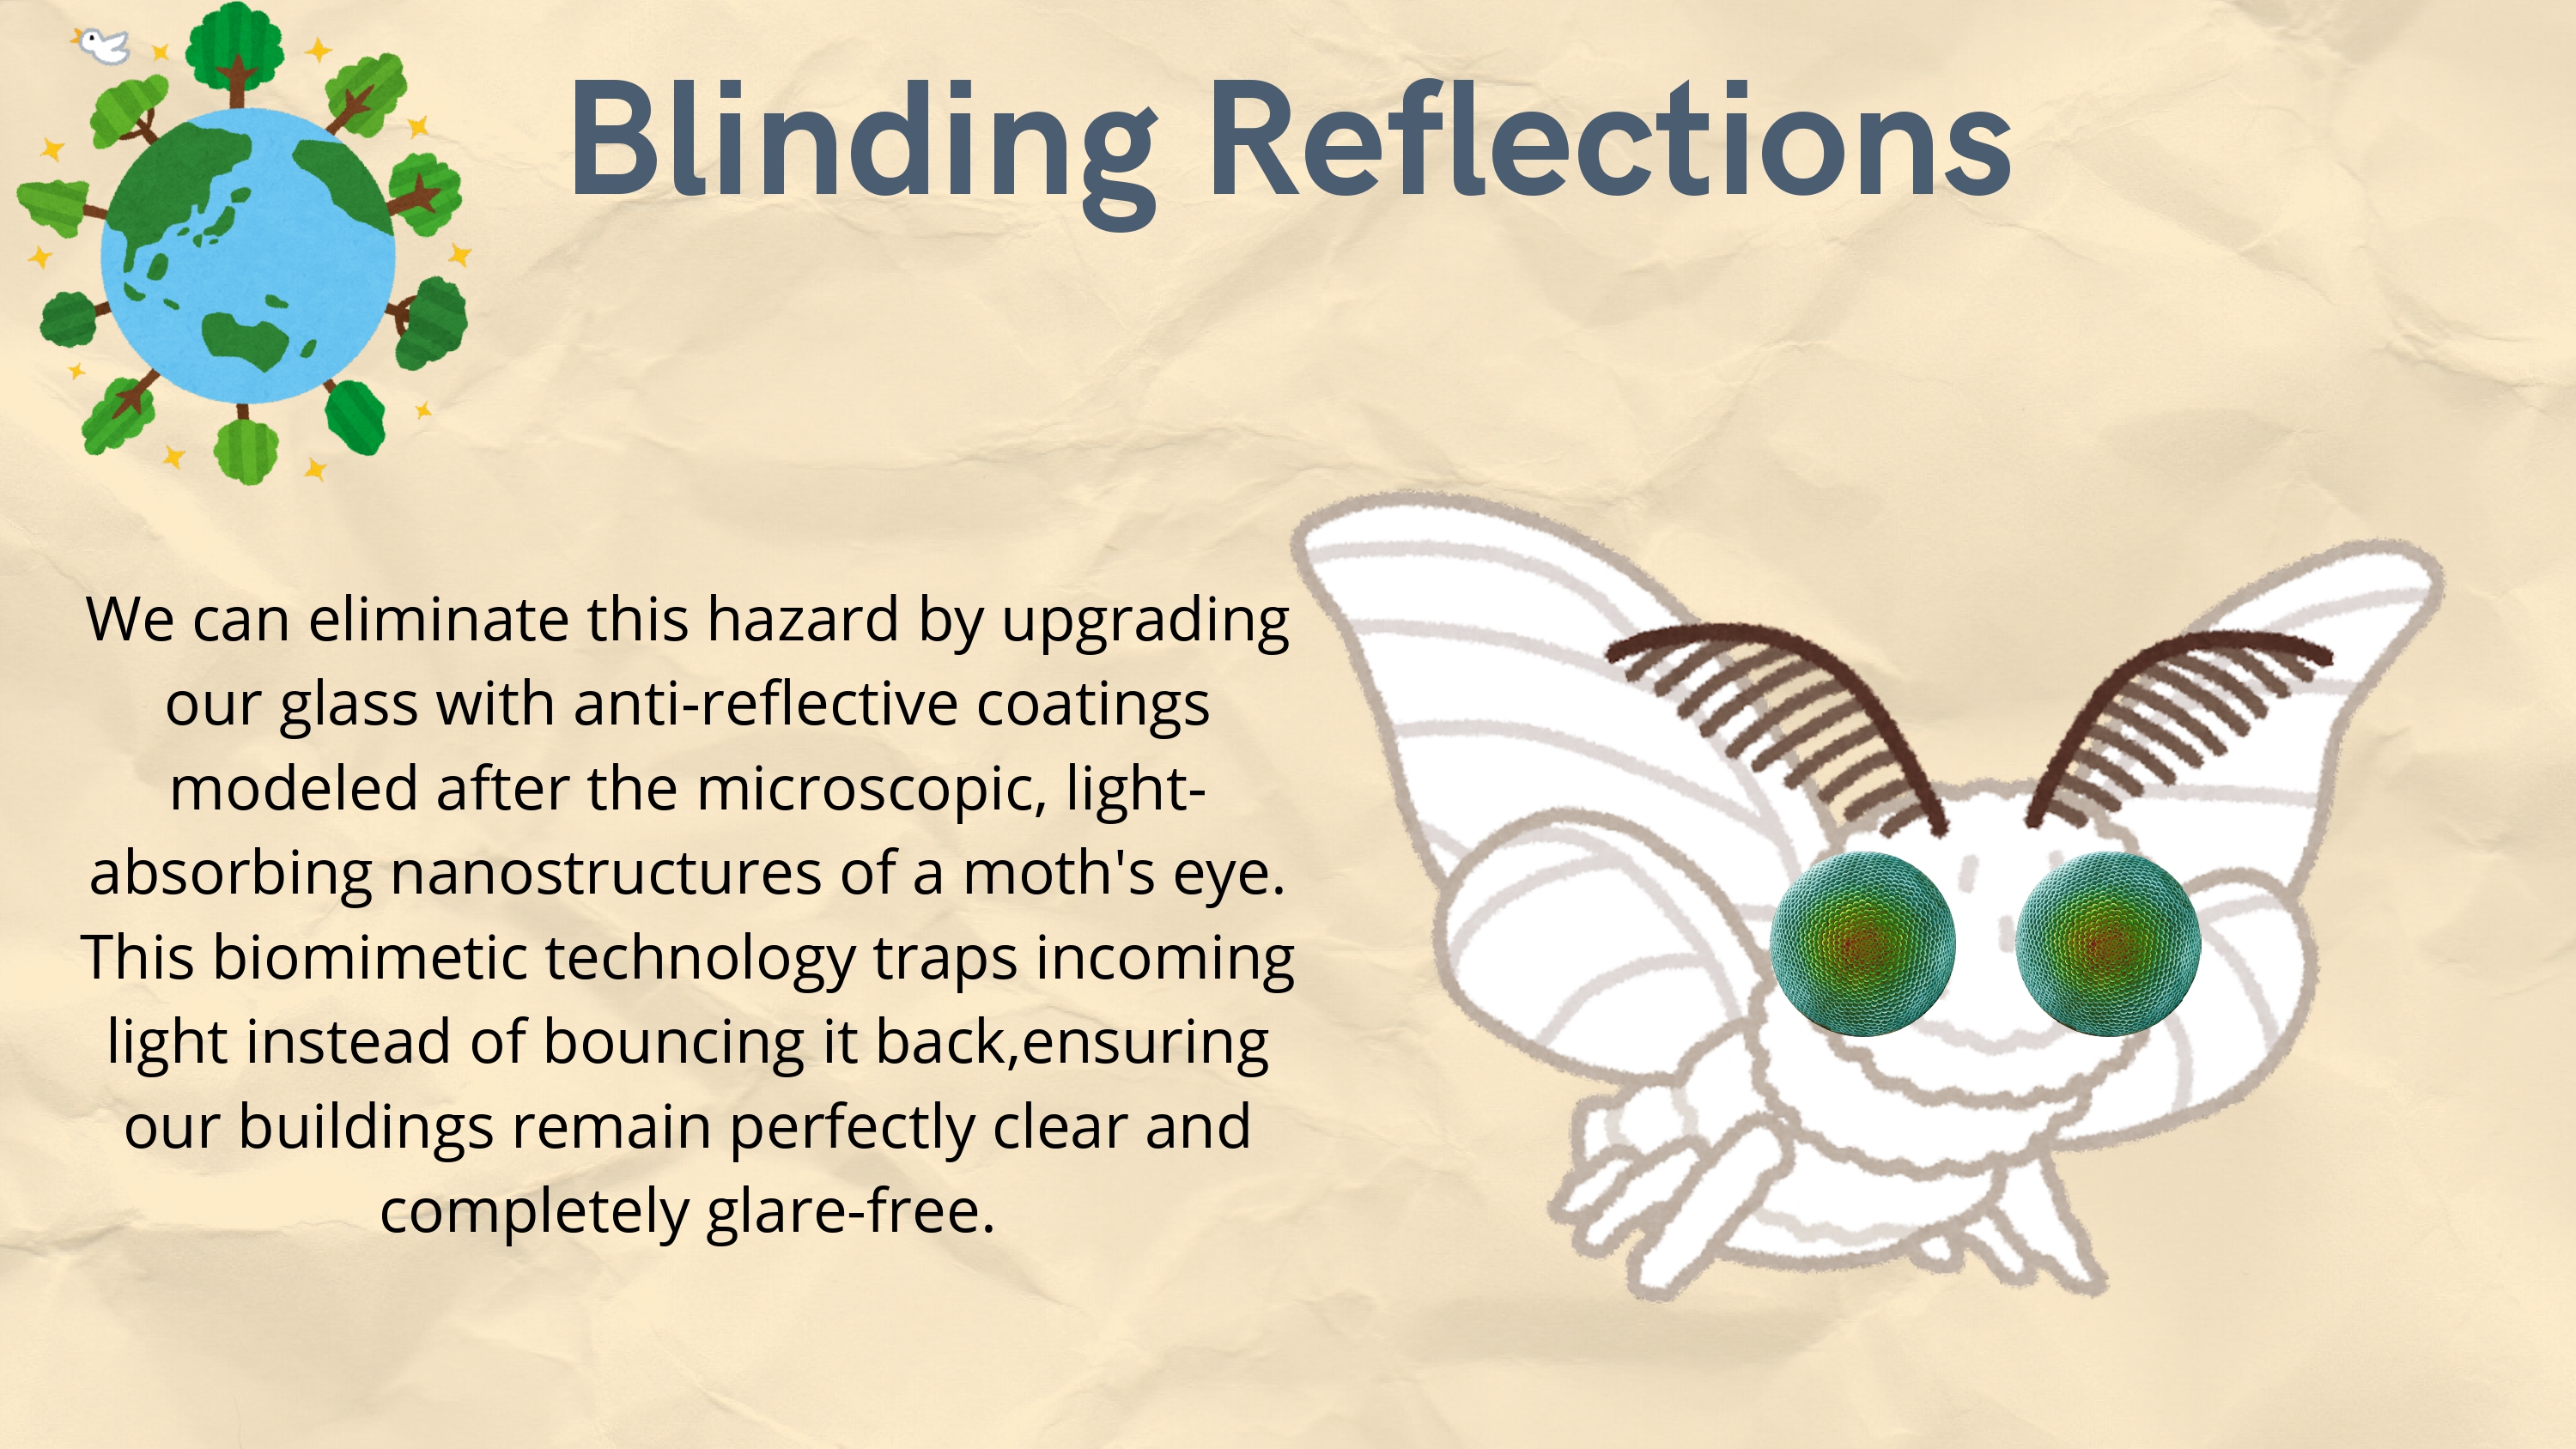 Blinding Reflections
We can eliminate this hazard by upgrading
our glass with anti-reflective coatings
modeled after the microscopic, light-
absorbing nanostructures of a moth's eye.
This biomimetic technology traps incoming
light instead of bouncing it back,ensuring
our buildings remain perfectly clear and
completely glare-free.